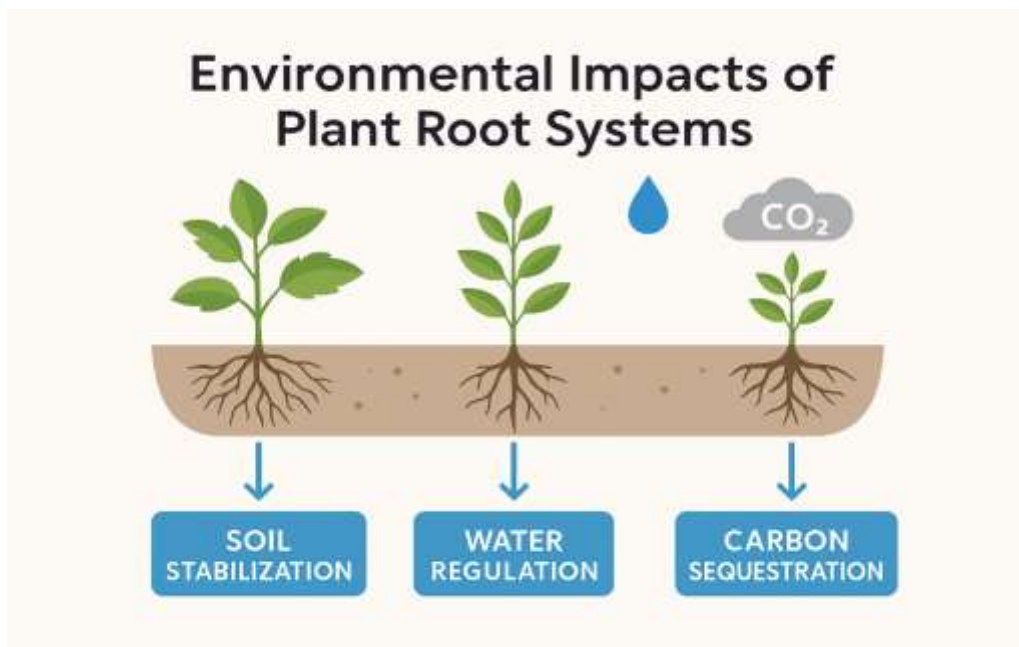 Environmental Impacts of
Plant Root Systems
CO₂
SOIL
STABILIZATION
WATER
REGULATION
CARBON
SEQUESTRATION